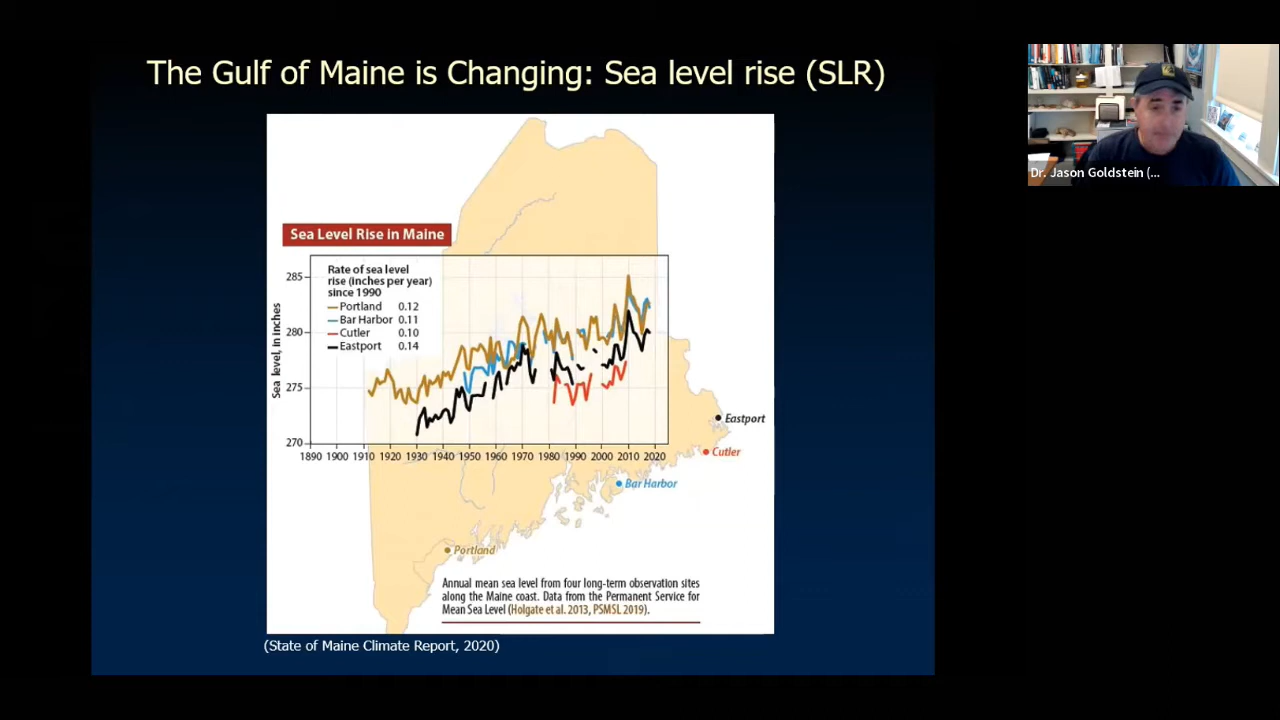 The Gulf of Maine is Changing: Sea level rise (SLR)
Dr. Jason Goldstein (...
Sea Level Rise in Maine
Rate of sea level
rise (inches per year)
since 1990
Portland 0.12
Bar Harbor 0.11
Cutler 0.10
Eastport 0.14
Sea level, in inches
285
280
275
270
1890 1900 1910 1920 1930 1940 1950 1960 1970 1980 1990 2000 2010 2020
Eastport
Cutler
Bar Harbor
Portland
Annual mean sea level from four long-term observation sites
along the Maine coast. Data from the Permanent Service for
Mean Sea Level (Holgate et al. 2013, PSMSL 2019).
(State of Maine Climate Report, 2020)